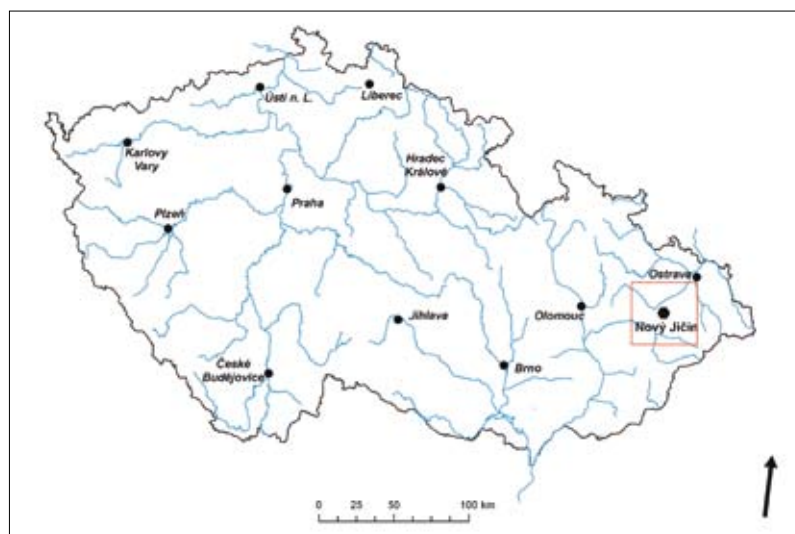 Ústí n. L.
Liberec
Karlovy
Vary
Hradec
Králové
Praha
Plzeň
Ostrava
Olomouc
Nový Jičín
Jihlava
České
Budějovice
Brno
0 25 50 100 km